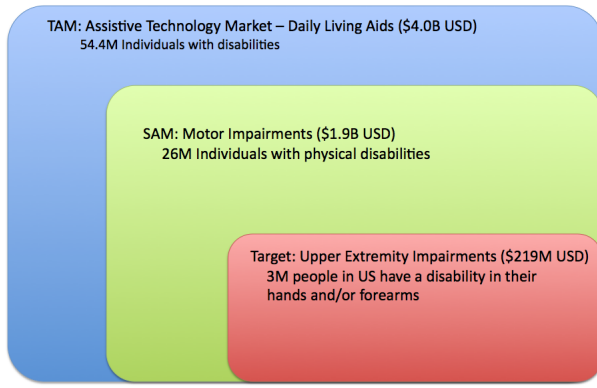 TAM: Assistive Technology Market – Daily Living Aids ($4.0B USD)
54.4M Individuals with disabilities
SAM: Motor Impairments ($1.9B USD)
26M Individuals with physical disabilities
Target: Upper Extremity Impairments ($219M USD)
3M people in US have a disability in their
hands and/or forearms